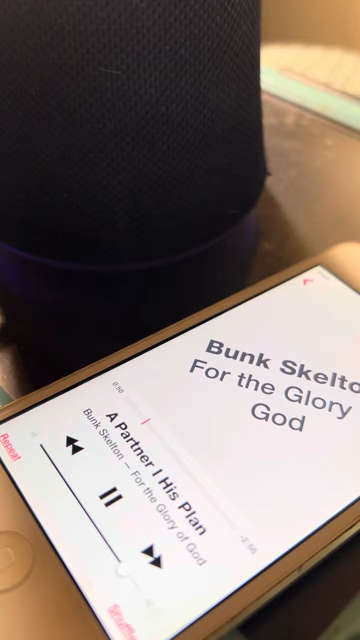 Bunk Skelto
For the Glory
God
0:50
-2:56
A Partner I His Plan
Bunk Skelton — For the Glory of God
Repeat
Shuffle